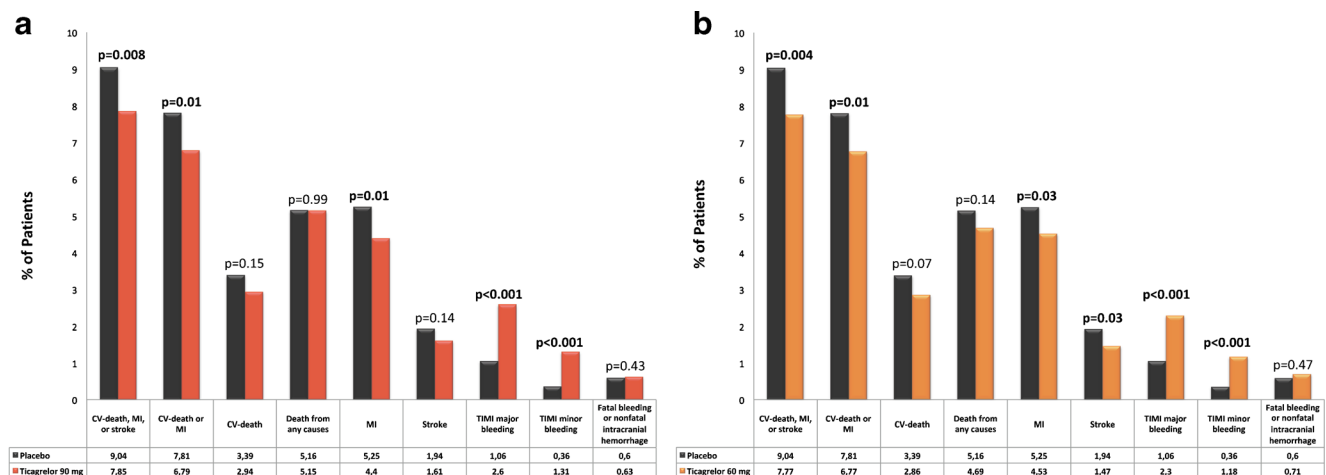 a
10
9
8
7
6
5
4
3
2
1
0
% of Patients
p=0.008
p=0.01
p=0.15
p=0.99
p=0.01
p=0.14
p<0.001
p<0.001
p=0.43
CV-death, MI, or stroke
CV-death or MI
CV-death
Death from any causes
MI
Stroke
TIMI major bleeding
TIMI minor bleeding
Fatal bleeding or nonfatal intracranial hemorrhage
Placebo 9,04 7,81 3,39 5,16 5,25 1,94 1,06 0,36 0,6
Ticagrelor 90 mg 7.85 6.79 2.94 5.15 4.4 1.61 2.6 1.31 0.63
b
10
9
8
7
6
5
4
3
2
1
0
% of Patients
p=0.004
p=0.01
p=0.07
p=0.14
p=0.03
p=0.03
p<0.001
p<0.001
p=0.47
CV-death, MI, or stroke
CV-death or MI
CV-death
Death from any causes
MI
Stroke
TIMI major bleeding
TIMI minor bleeding
Fatal bleeding or nonfatal intracranial hemorrhage
Placebo 9,04 7,81 3,39 5,16 5,25 1,94 1,06 0,36 0,6
Ticagrelor 60 mg 7.77 6.77 2.86 4.69 4.53 1.47 2.3 1.18 0.71